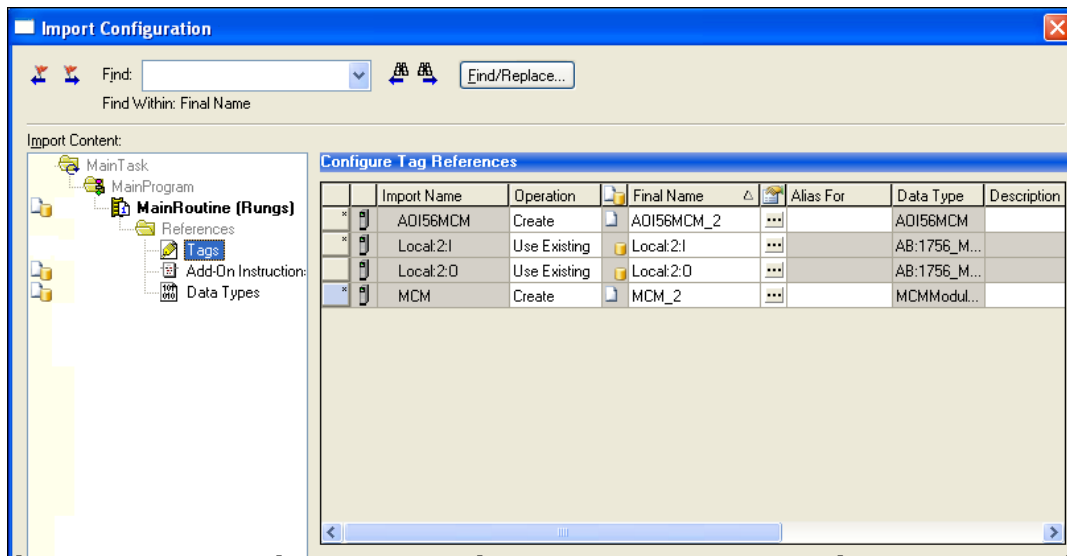 Import Configuration
Find:
Find/Replace...
Find Within: Final Name
Import Content:
MainTask
MainProgram
MainRoutine (Rungs)
References
Tags
Add-On Instruction:
Data Types
Configure Tag References
Import Name Operation Final Name Alias For Data Type Description
AOI56MCM Create AOI56MCM_2 ... AOI56MCM
Local:2:I Use Existing Local:2:I ... AB:1756_M...
Local:2:O Use Existing Local:2:O ... AB:1756_M...
MCM Create MCM_2 ... MCMModul...